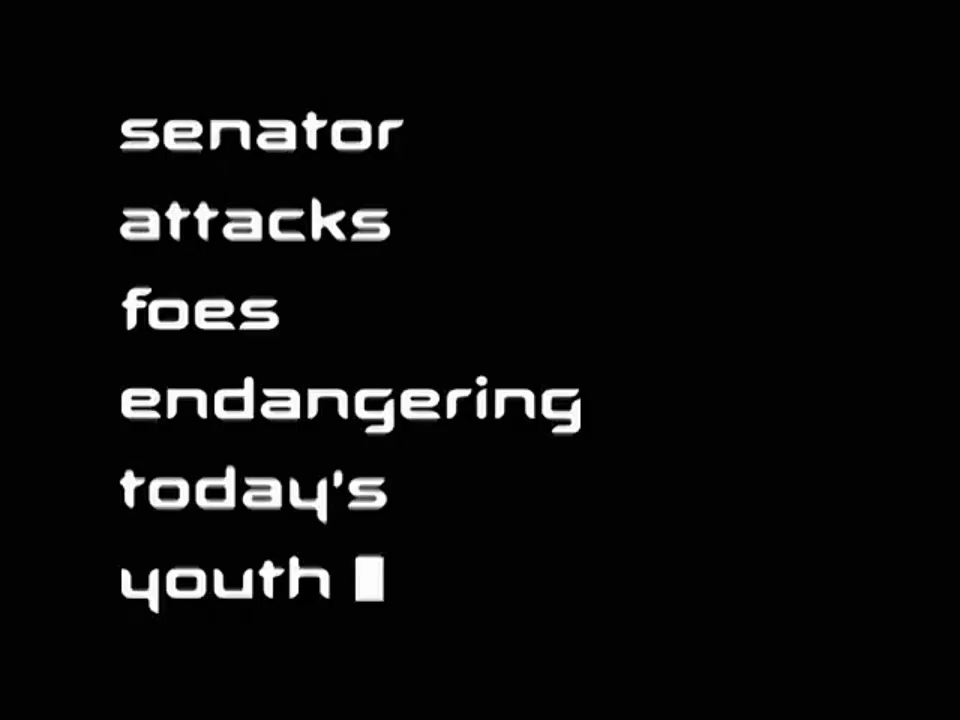 senator
attacks
foes
endangering
today's
youth